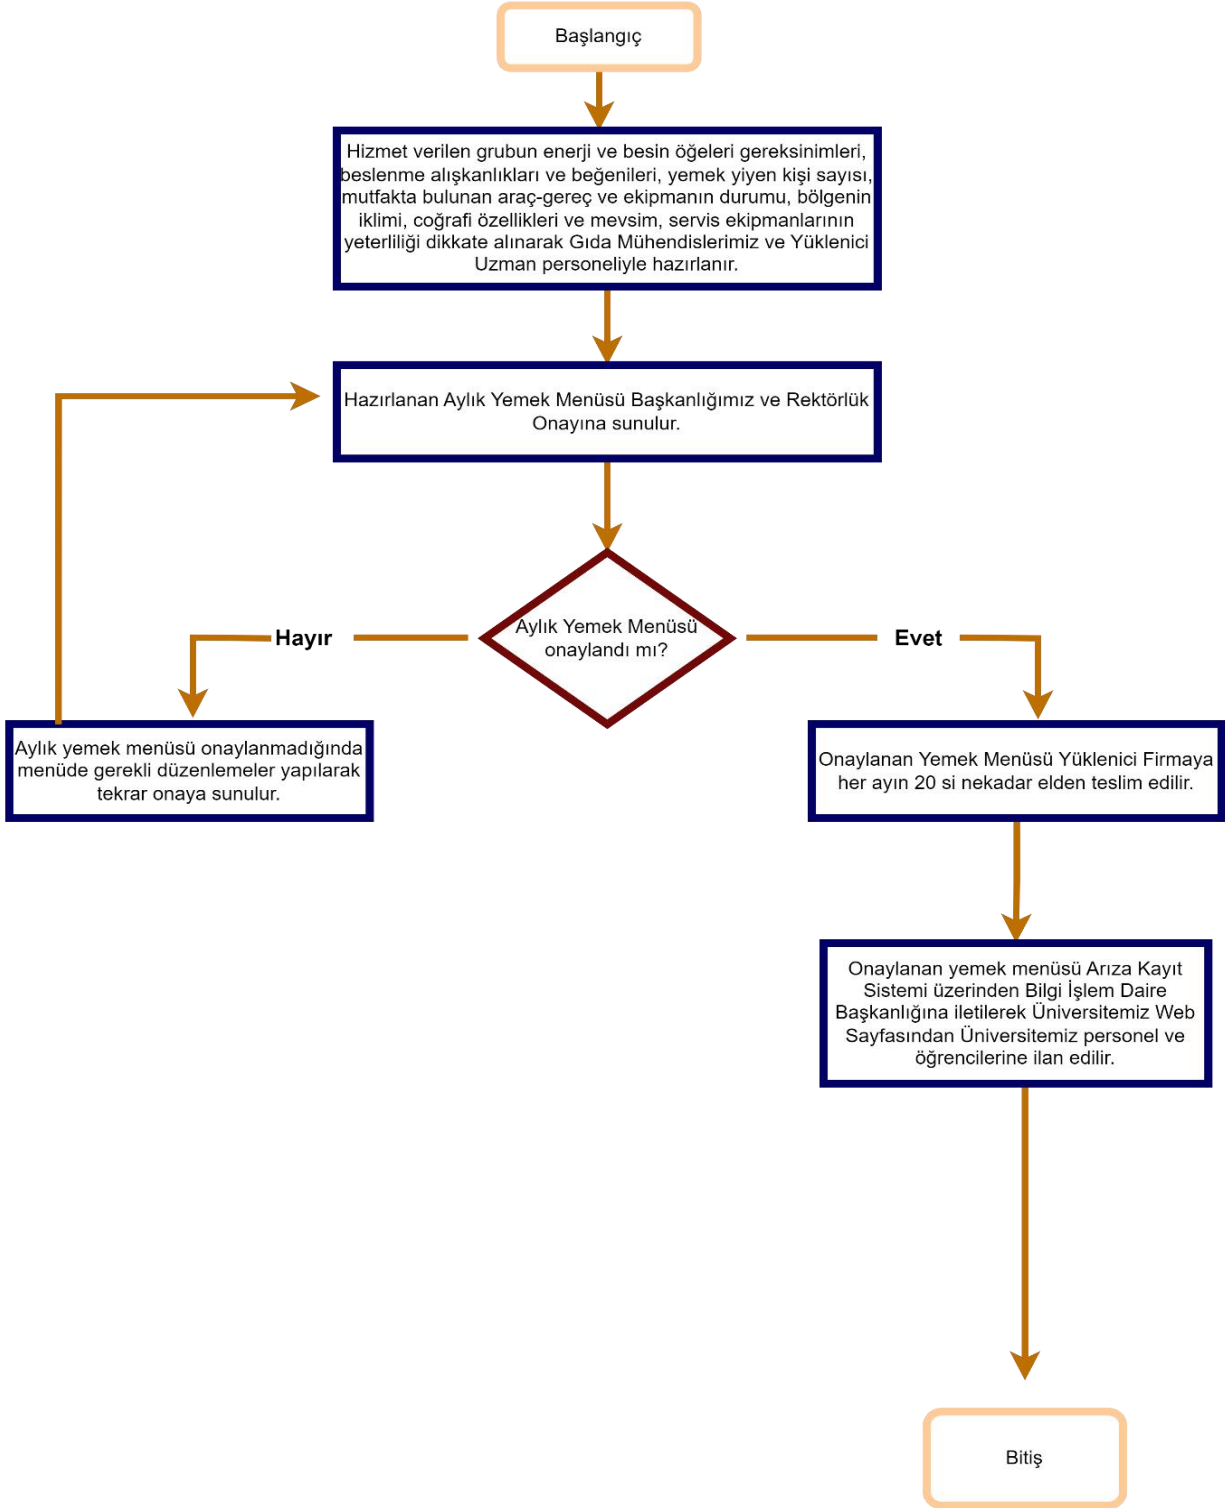 Başlangıç
Hizmet verilen grubun enerji ve besin öğeleri gereksinimleri,
beslenme alışkanlıkları ve beğenileri, yemek yiyen kişi sayısı,
mutfakta bulunan araç-gereç ve ekipmanın durumu, bölgenin
iklimi, coğrafi özellikleri ve mevsim, servis ekipmanlarının
yeterliliği dikkate alınarak Gıda Mühendislerimiz ve Yüklenici
Uzman personeliyle hazırlanır.
Hazırlanan Aylık Yemek Menüsü Başkanlığımız ve Rektörlük
Onayına sunulur.
Aylık Yemek Menüsü
onaylandı mı?
Hayır
Evet
Aylık yemek menüsü onaylanmadığında
menüde gerekli düzenlemeler yapılarak
tekrar onaya sunulur.
Onaylanan Yemek Menüsü Yüklenici Firmaya
her ayın 20 si nekadar elden teslim edilir.
Onaylanan yemek menüsü Arıza Kayıt
Sistemi üzerinden Bilgi İşlem Daire
Başkanlığına iletilerek Üniversitemiz Web
Sayfasından Üniversitemiz personel ve
öğrencilerine ilan edilir.
Bitiş